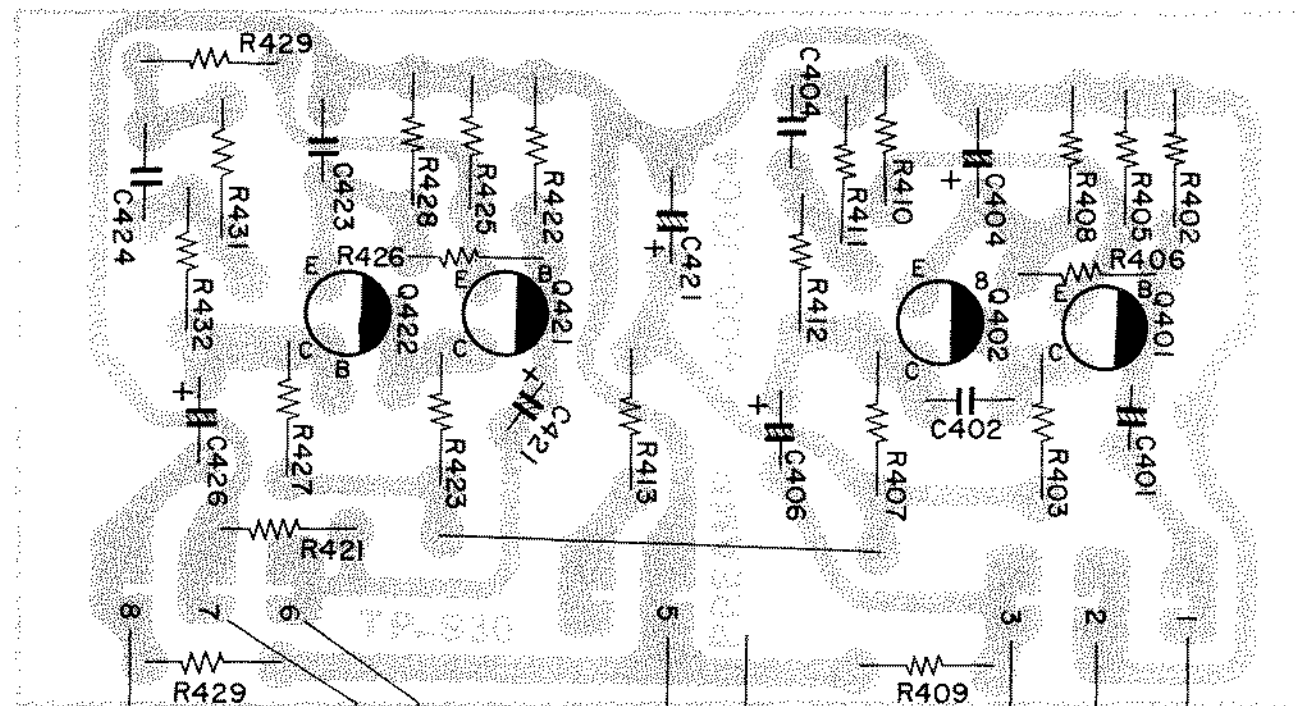 R429
C404
C424
R431
C423
R428
R425
R422
C421
R411
R410
C404
R408
R405
R402
R432
R426
E
Q422
C
B
E
B
Q421
C
R412
E
8
Q402
C
R406
E
B
Q401
C
+
C426
R427
R423
X
C421
R413
+
C406
R407
C402
R403
C401
+
+
R421
8
7
6
5
3
2
1
R429
R409